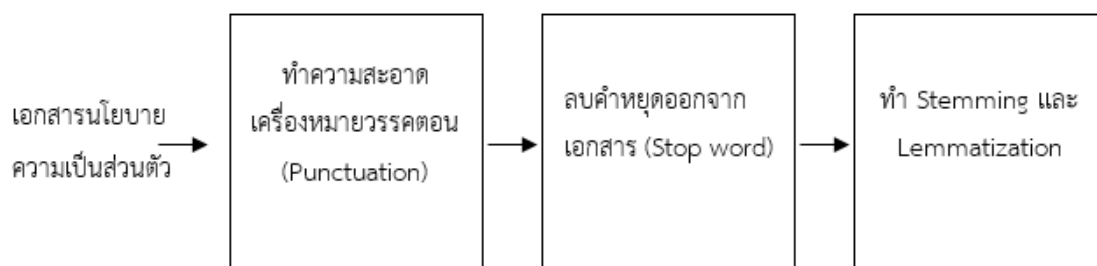 เอกสารนโยบาย
ความเป็นส่วนตัว
ทำความสะอาด
เครื่องหมายวรรคตอน
(Punctuation)
ลบคำหยุดออกจาก
เอกสาร (Stop word)
ทำ Stemming และ
Lemmatization